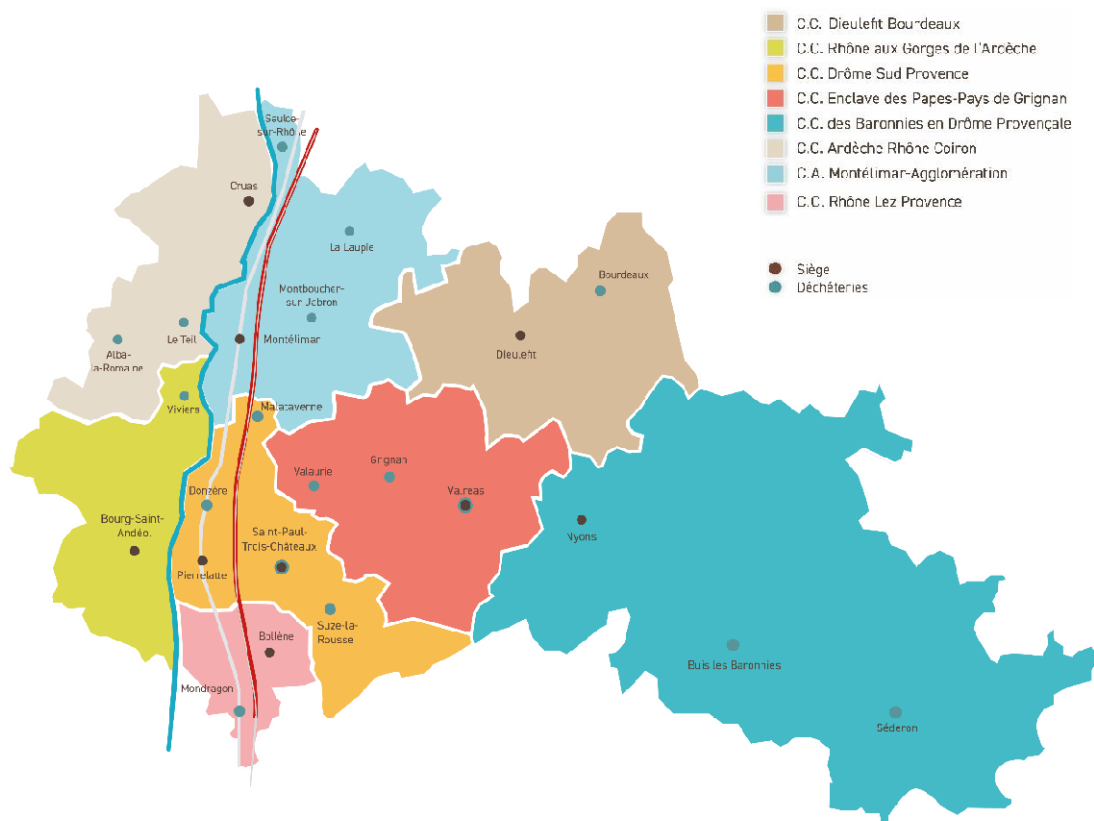 C.C. Dieulefit Bourdeaux
C.C. Rhône aux Gorges de l'Ardèche
C.C. Drôme Sud Provence
C.C. Enclave des Papes-Pays de Grignan
C.C. des Baronnies en Drôme Provençale
C.C. Ardèche Rhône Coiron
C.A. Montélimar-Agglomération
C.C. Rhône Lez Provence
Siège
Déchèteries
Saulce-
sur-Rhône
Cruas
La Laupie
Bourdeaux
Montboucher-
sur Jabron
Le Teil
Montélimar
Dieulefit
Alba-
a-Romaine
Viviers
Malataverne
Grignan
Valaurie
Donzère
Valreas
Bourg-Saint-
Andéol
Saint-Paul-
Trois-Châteaux
Nyons
Pierrelatte
Suze-la-
Rousse
Bollène
Buis les Baronnies
Mondragon
Séderon